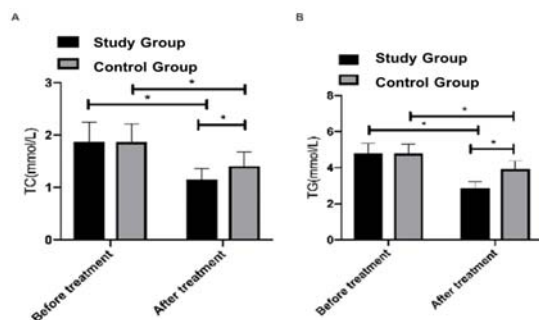 A
Study Group
Control Group
TC(mmol/L)
3
2
1
0
*
*
*
Before treatment
After treatment
B
Study Group
Control Group
TG(mmol/L)
8
6
4
2
0
*
*
*
Before treatment
After treatment